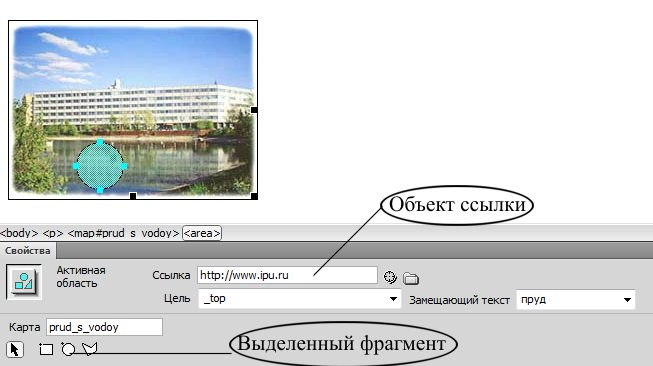 Объект ссылки
<body> <p> <map#prud_s_vodoy> <area>
Свойства
Активная область
Ссылка http://www.ipu.ru
Цель _top Замещающий текст пруд
Карта prud_s_vodoy
Выделенный фрагмент